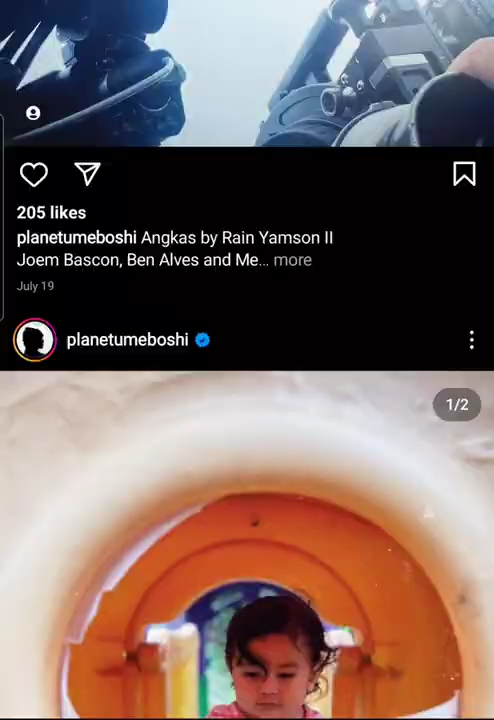 205 likes
planetumeboshi Angkas by Rain Yamson II
Joem Bascon, Ben Alves and Me... more
July 19
planetumeboshi
1/2